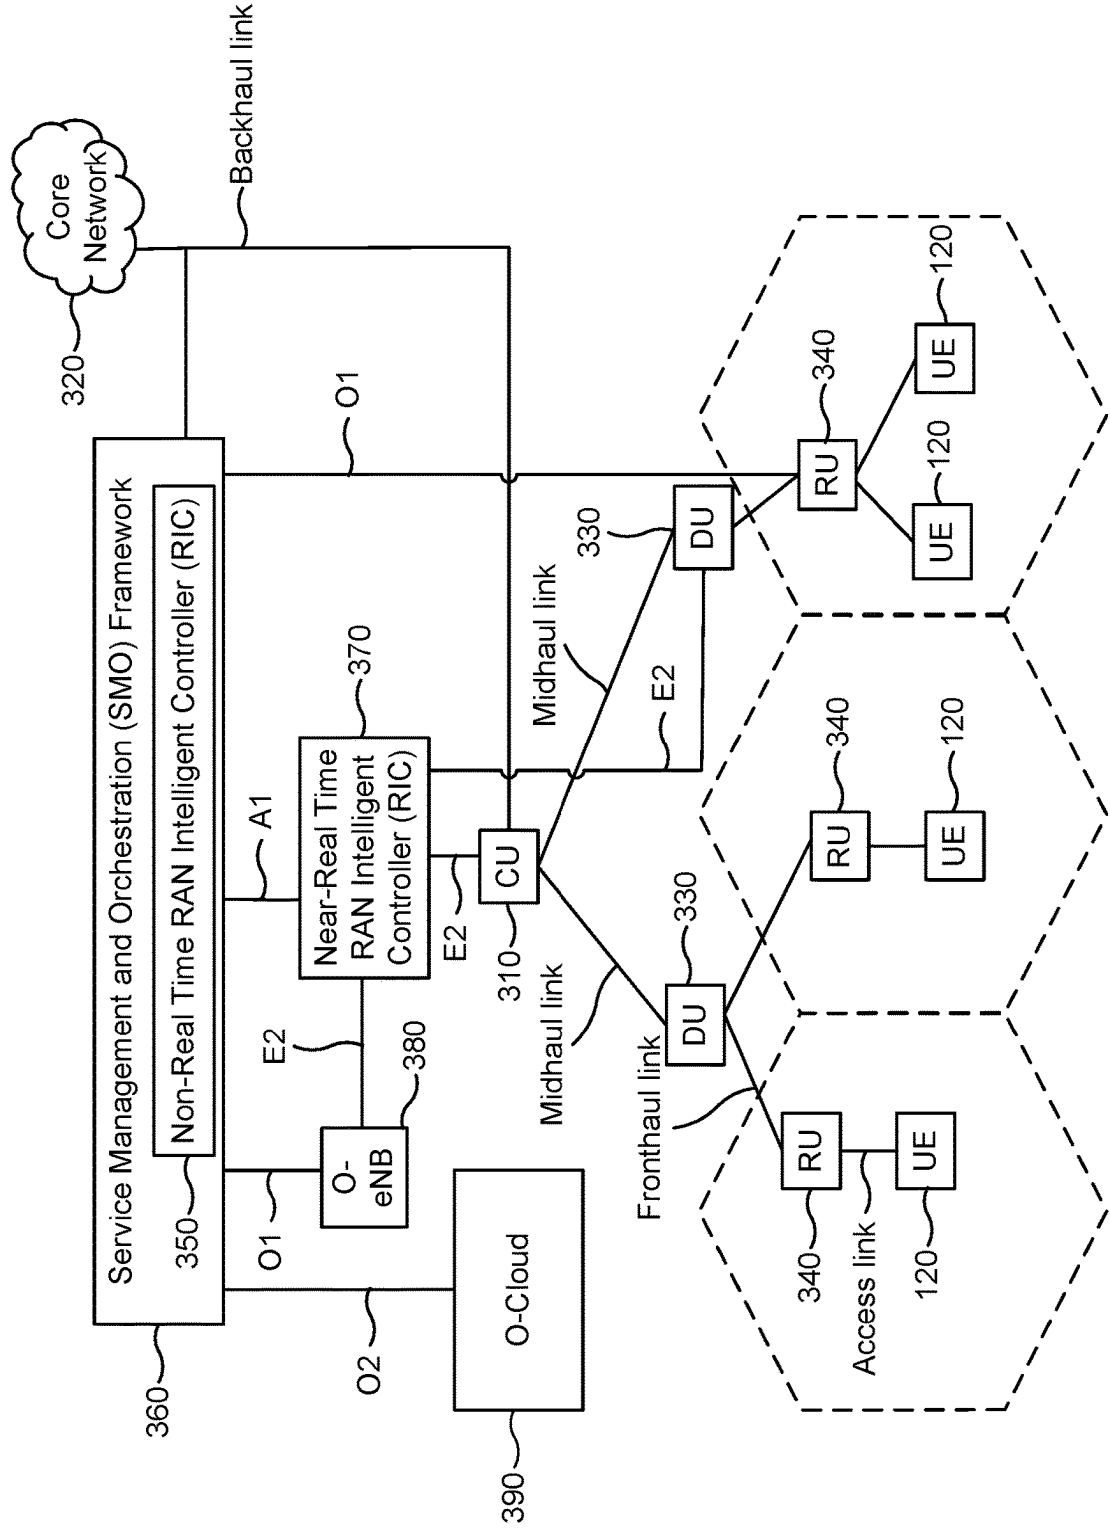 360
Service Management and Orchestration (SMO) Framework
350
Non-Real Time RAN Intelligent Controller (RIC)
320
Core
Network
Backhaul link
O2
O1
A1
O1
390
O-Cloud
O-
eNB
380
E2
Near-Real Time
RAN Intelligent
Controller (RIC)
370
E2
310
CU
Midhaul link
Midhaul link
E2
330
DU
330
DU
Fronthaul link
340
RU
Access link
120
UE
RU
340
UE
120
RU
340
UE
120
UE
120